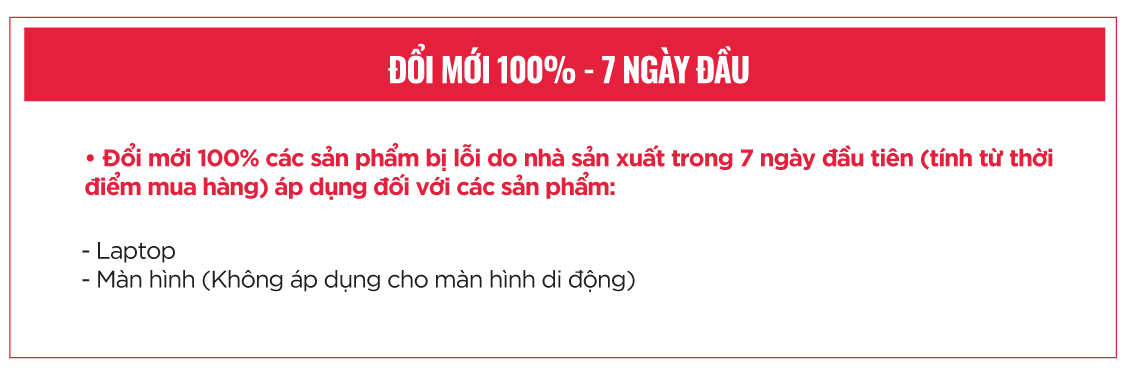 ĐỔI MỚI 100% - 7 NGÀY ĐẦU
• Đổi mới 100% các sản phẩm bị lỗi do nhà sản xuất trong 7 ngày đầu tiên (tính từ thời
điểm mua hàng) áp dụng đối với các sản phẩm:
- Laptop
- Màn hình (Không áp dụng cho màn hình di động)